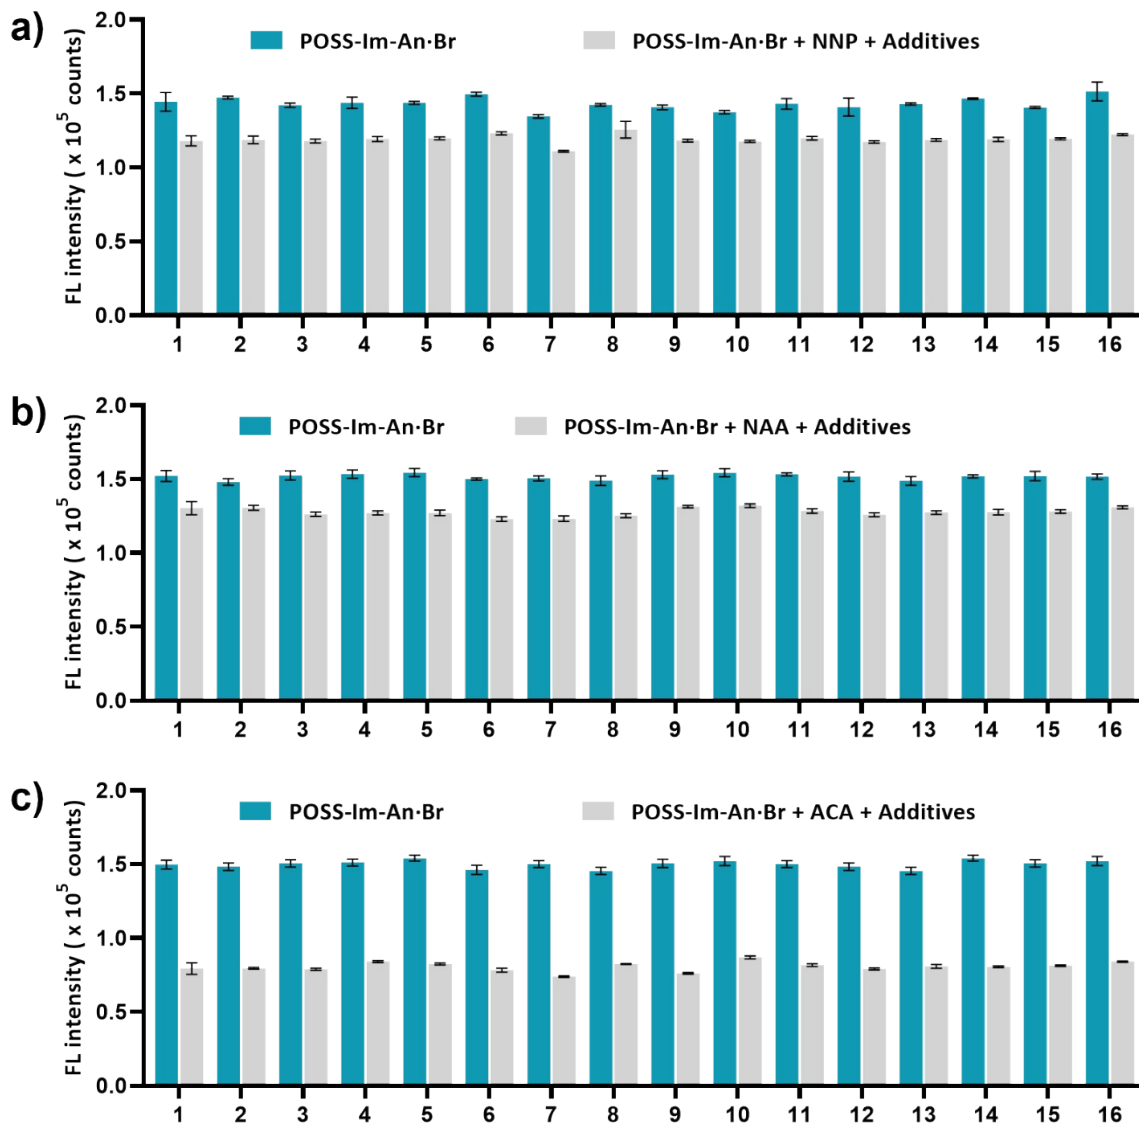 a)
FL intensity ( x 10⁵ counts)
2.0
1.5
1.0
0.5
0.0
POSS-Im-An·Br
POSS-Im-An·Br + NNP + Additives
1 2 3 4 5 6 7 8 9 10 11 12 13 14 15 16
b)
FL intensity ( x 10⁵ counts)
2.0
1.5
1.0
0.5
0.0
POSS-Im-An·Br
POSS-Im-An·Br + NAA + Additives
1 2 3 4 5 6 7 8 9 10 11 12 13 14 15 16
c)
FL intensity ( x 10⁵ counts)
2.0
1.5
1.0
0.5
0.0
POSS-Im-An·Br
POSS-Im-An·Br + ACA + Additives
1 2 3 4 5 6 7 8 9 10 11 12 13 14 15 16